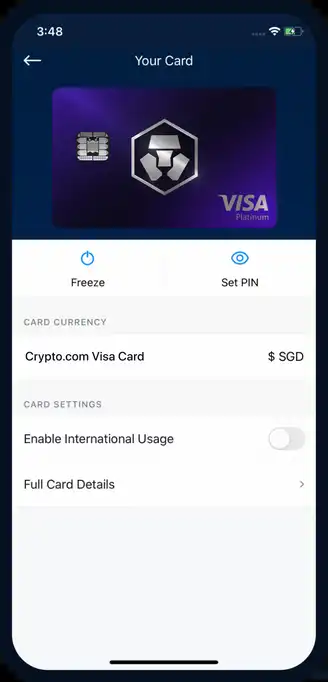 3:48
Your Card
VISA
Platinum
Freeze
Set PIN
CARD CURRENCY
Crypto.com Visa Card
$ SGD
CARD SETTINGS
Enable International Usage
Full Card Details